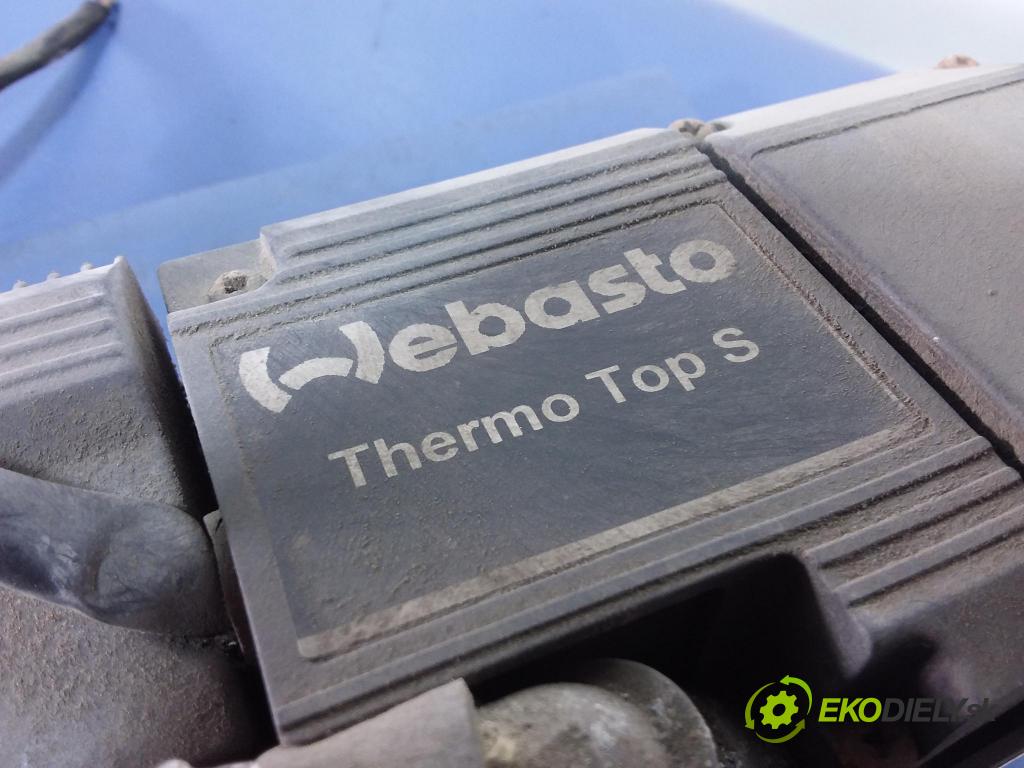 Webasto
Thermo Top S
EKODIELY.sk